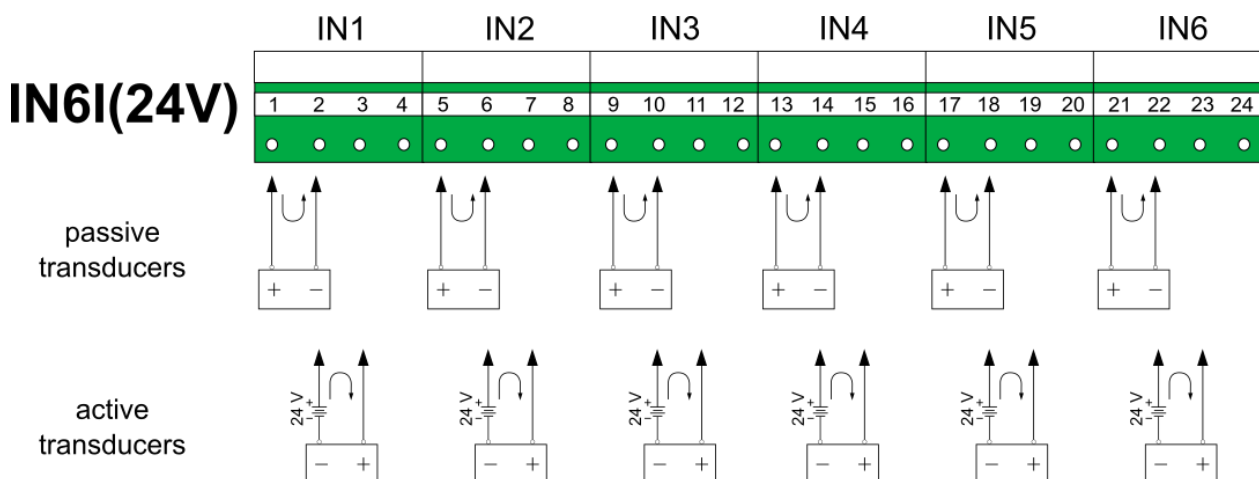 IN1 IN2 IN3 IN4 IN5 IN6
IN6I(24V)
1 2 3 4 5 6 7 8 9 10 11 12 13 14 15 16 17 18 19 20 21 22 23 24
passive
transducers
+ − + − + − + − + − + −
active
transducers
24 V + − 24 V + − 24 V + − 24 V + − 24 V + − 24 V + −
− + − + − + − + − + − +